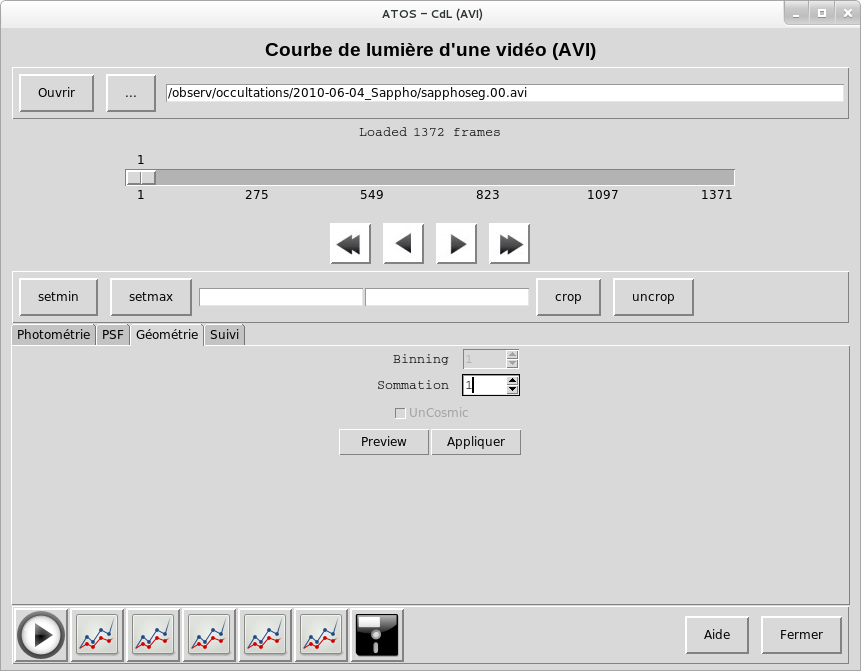 ATOS – CdL (AVI)
Courbe de lumière d'une vidéo (AVI)
Ouvrir ... /observ/occultations/2010-06-04_Sappho/sapphoseg.00.avi
Loaded 1372 frames
1
1 275 549 823 1097 1371
setmin setmax crop uncrop
Photométrie PSF Géométrie Suivi
Binning 1
Sommation 1
UnCosmic
Preview Appliquer
Aide Fermer